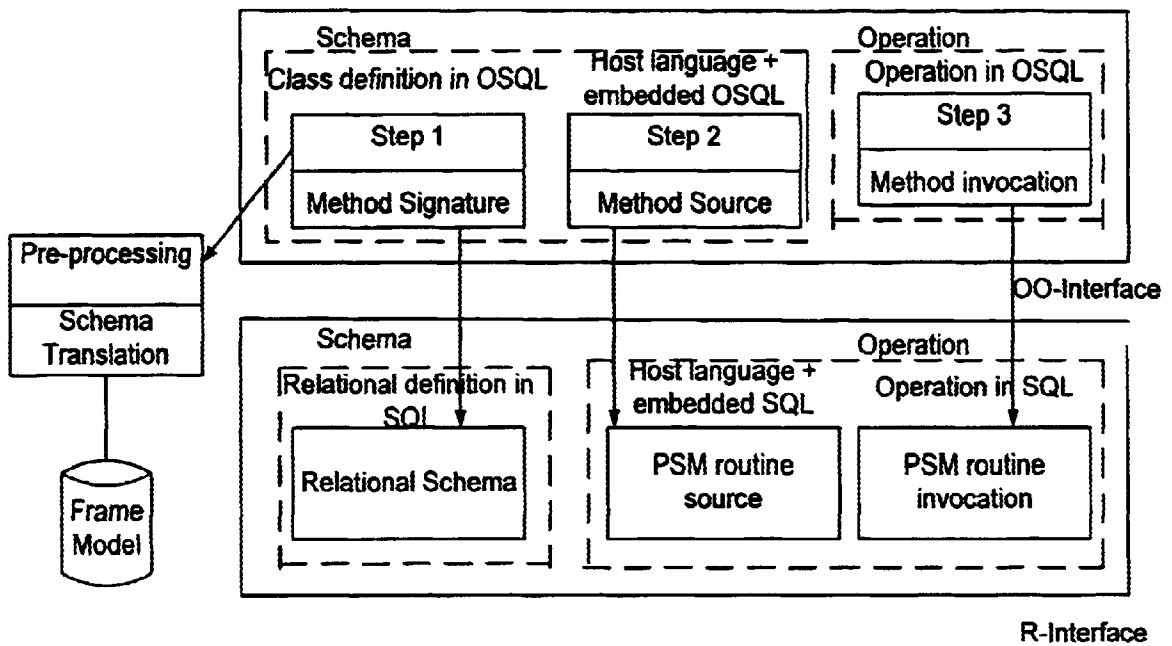 Schema
Operation
Class definition in OSQL
Host language +
embedded OSQL
Operation in OSQL
Step 1
Step 2
Step 3
Method Signature
Method Source
Method invocation
Pre-processing
Schema
Translation
OO-Interface
Schema
Operation
Relational definition in
SQL
Host language +
embedded SQL
Operation in SQL
Relational Schema
PSM routine
source
PSM routine
invocation
Frame
Model
R-Interface